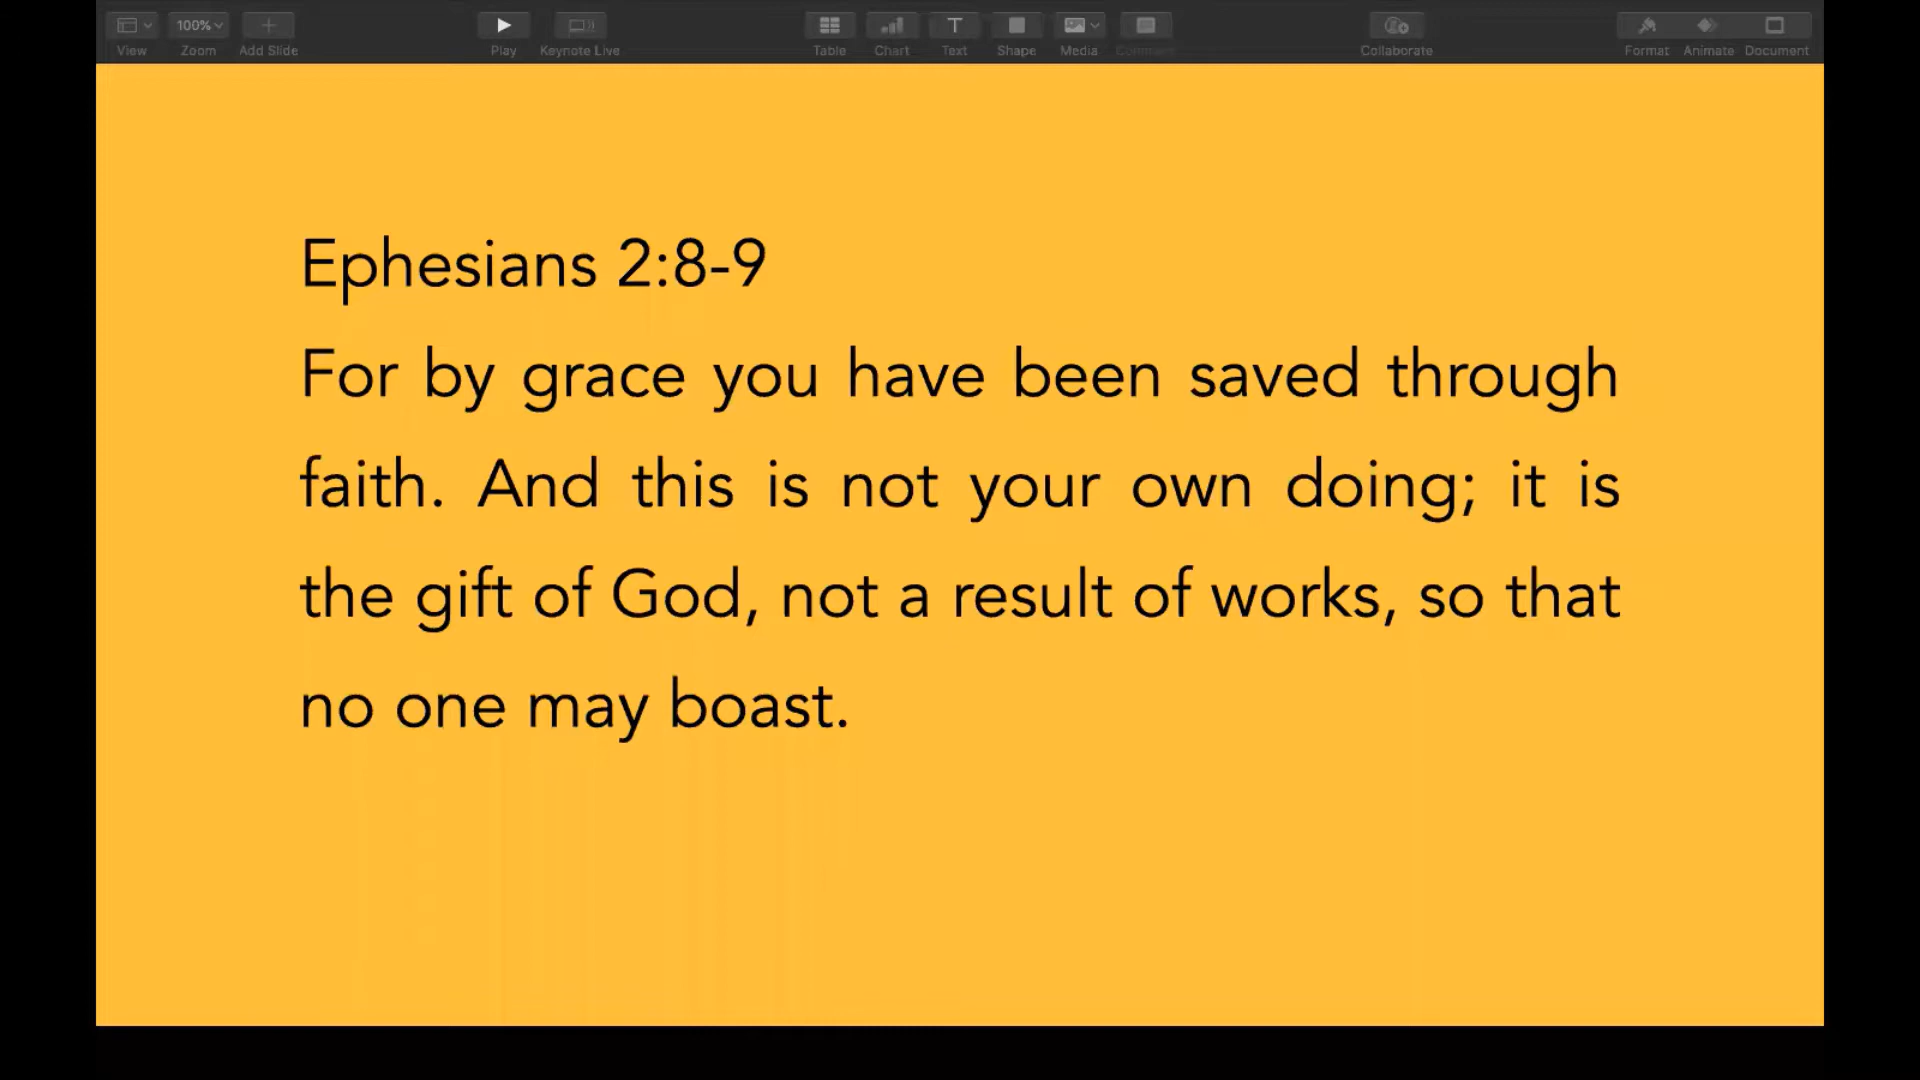 100%
View Zoom Add Slide Play Keynote Live Table Chart Text Shape Media Comment Collaborate Format Animate Document
Ephesians 2:8-9
For by grace you have been saved through
faith. And this is not your own doing; it is
the gift of God, not a result of works, so that
no one may boast.